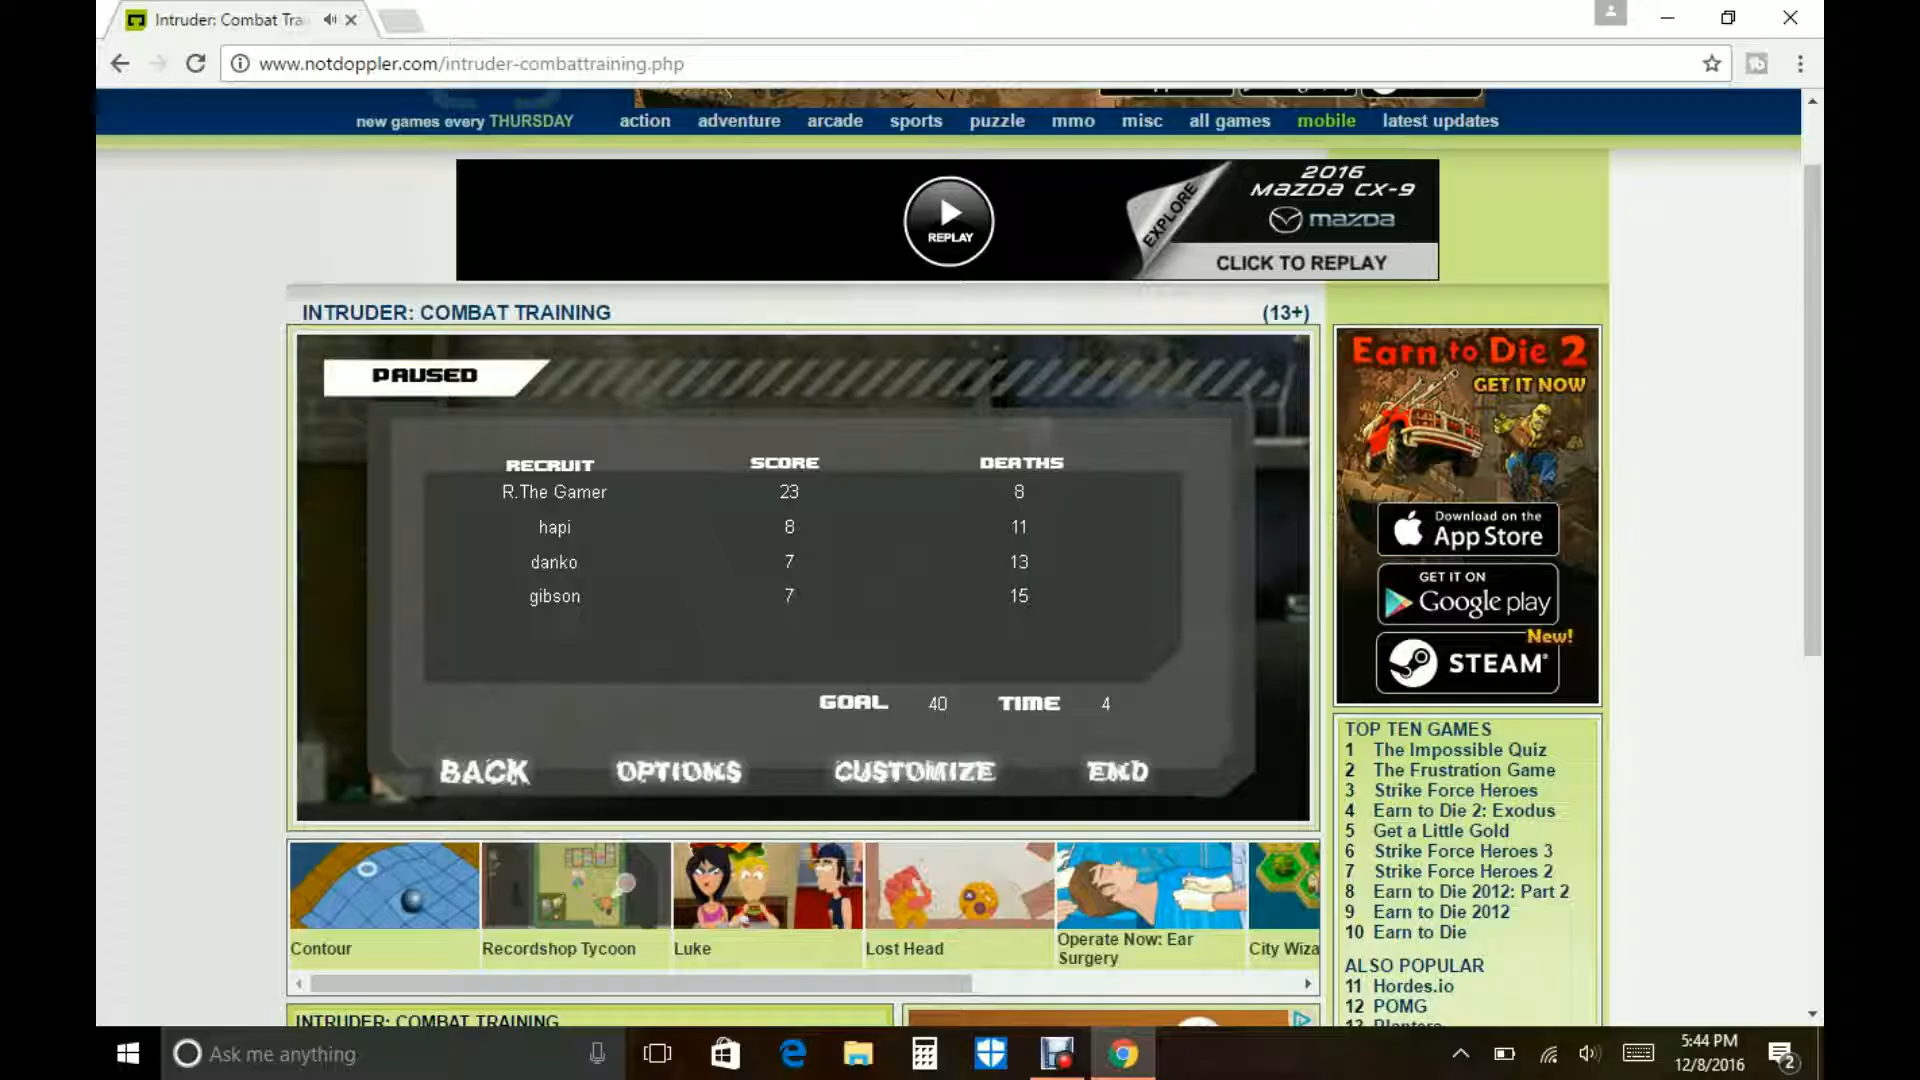 Intruder: Combat Tra
www.notdoppler.com/intruder-combattraining.php
new games every THURSDAY action adventure arcade sports puzzle mmo misc all games mobile latest updates
REPLAY
EXPLORE
2016
MAZDA CX-9
mazda
CLICK TO REPLAY
INTRUDER: COMBAT TRAINING (13+)
PAUSED
RECRUIT SCORE DEATHS
R.The Gamer 23 8
hapi 8 11
danko 7 13
gibson 7 15
GOAL 40 TIME 4
BACK OPTIONS CUSTOMIZE END
Earn to Die 2
GET IT NOW
Download on the
App Store
GET IT ON
Google play
New!
STEAM
TOP TEN GAMES
1 The Impossible Quiz
2 The Frustration Game
3 Strike Force Heroes
4 Earn to Die 2: Exodus
5 Get a Little Gold
6 Strike Force Heroes 3
7 Strike Force Heroes 2
8 Earn to Die 2012: Part 2
9 Earn to Die 2012
10 Earn to Die
ALSO POPULAR
11 Hordes.io
12 POMG
Contour
Recordshop Tycoon
Luke
Lost Head
Operate Now: Ear
Surgery
City Wiza
INTRUDER: COMBAT TRAINING
Ask me anything
5:44 PM
12/8/2016
2